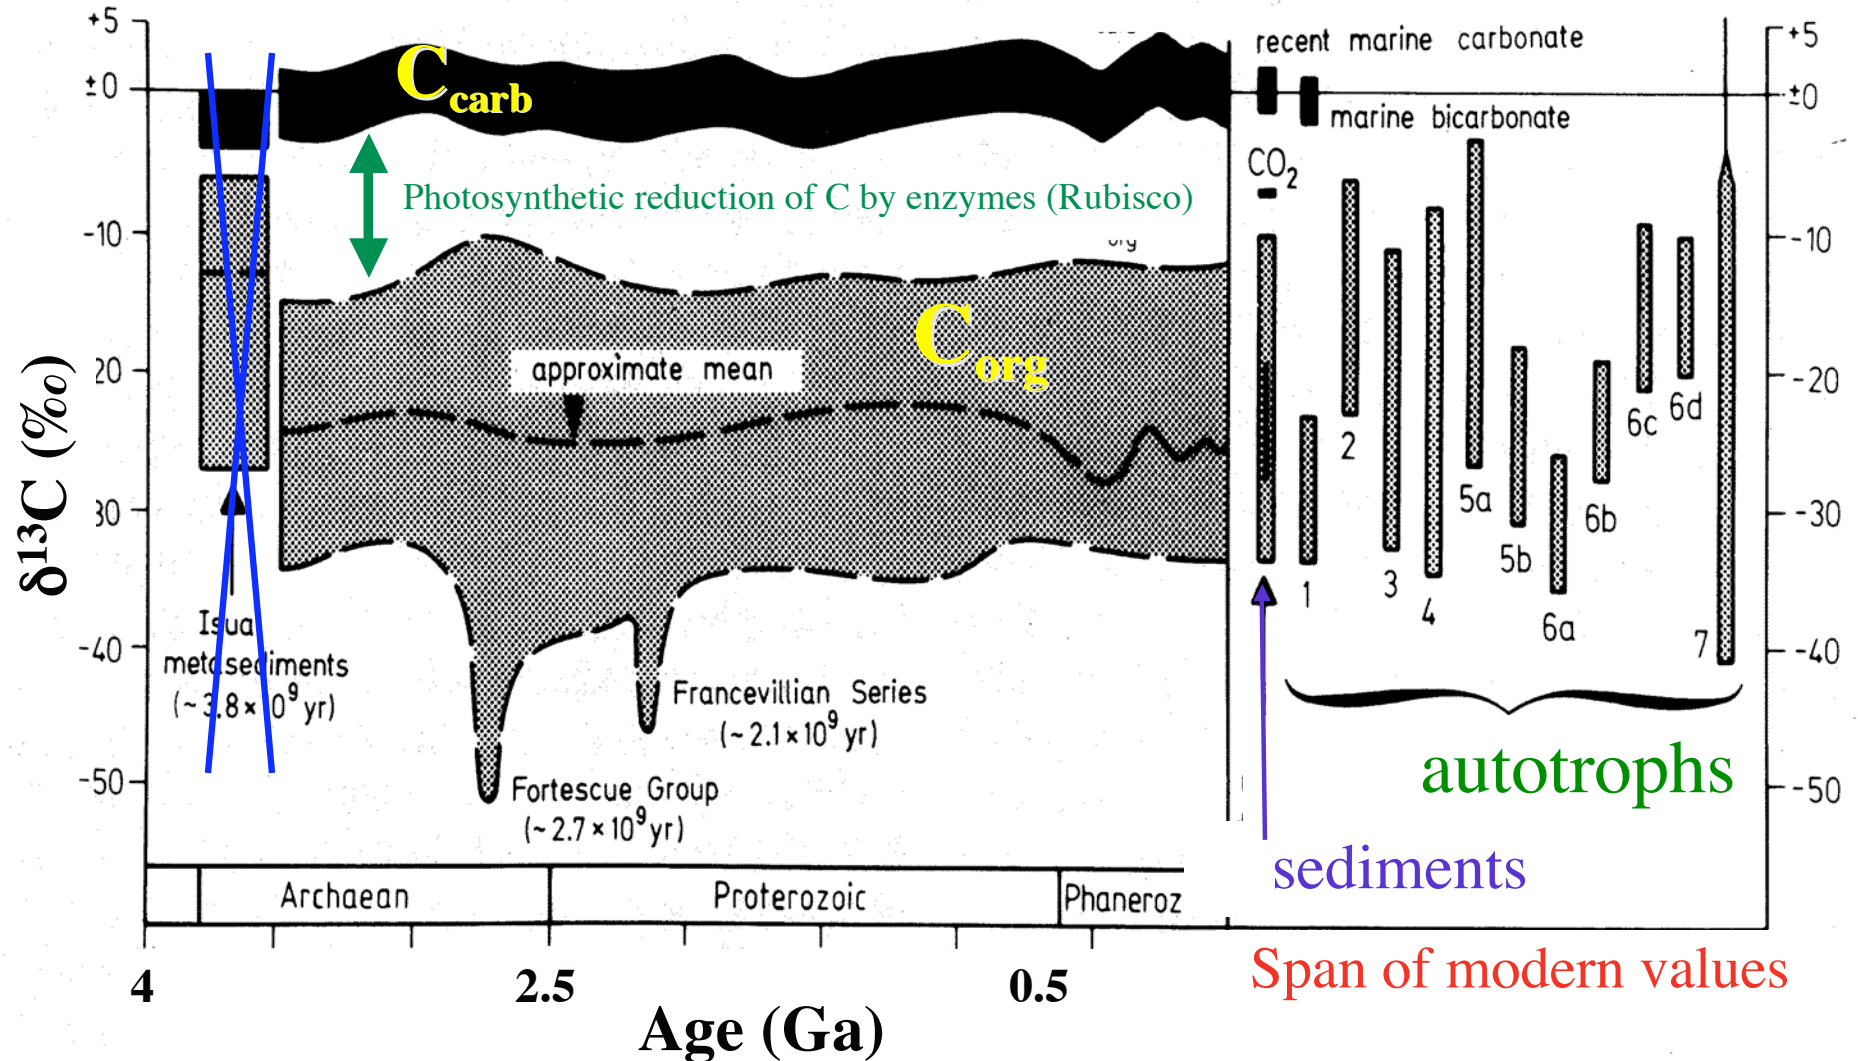 +5
±0
-10
20
30
-40
-50
δ¹³C (‰)
C carb
Photosynthetic reduction of C by enzymes (Rubisco)
approximate mean
C org
Isua
metasediments
(~3.8×10⁹ yr)
Francevillian Series
(~2.1×10⁹ yr)
Fortescue Group
(~2.7×10⁹ yr)
Archaean
Proterozoic
Phaneroz
4
2.5
0.5
Age (Ga)
recent marine carbonate
marine bicarbonate
CO₂
1
2
3
4
5a
5b
6a
6b
6c
6d
7
+5
±0
-10
-20
-30
-40
-50
autotrophs
sediments
Span of modern values